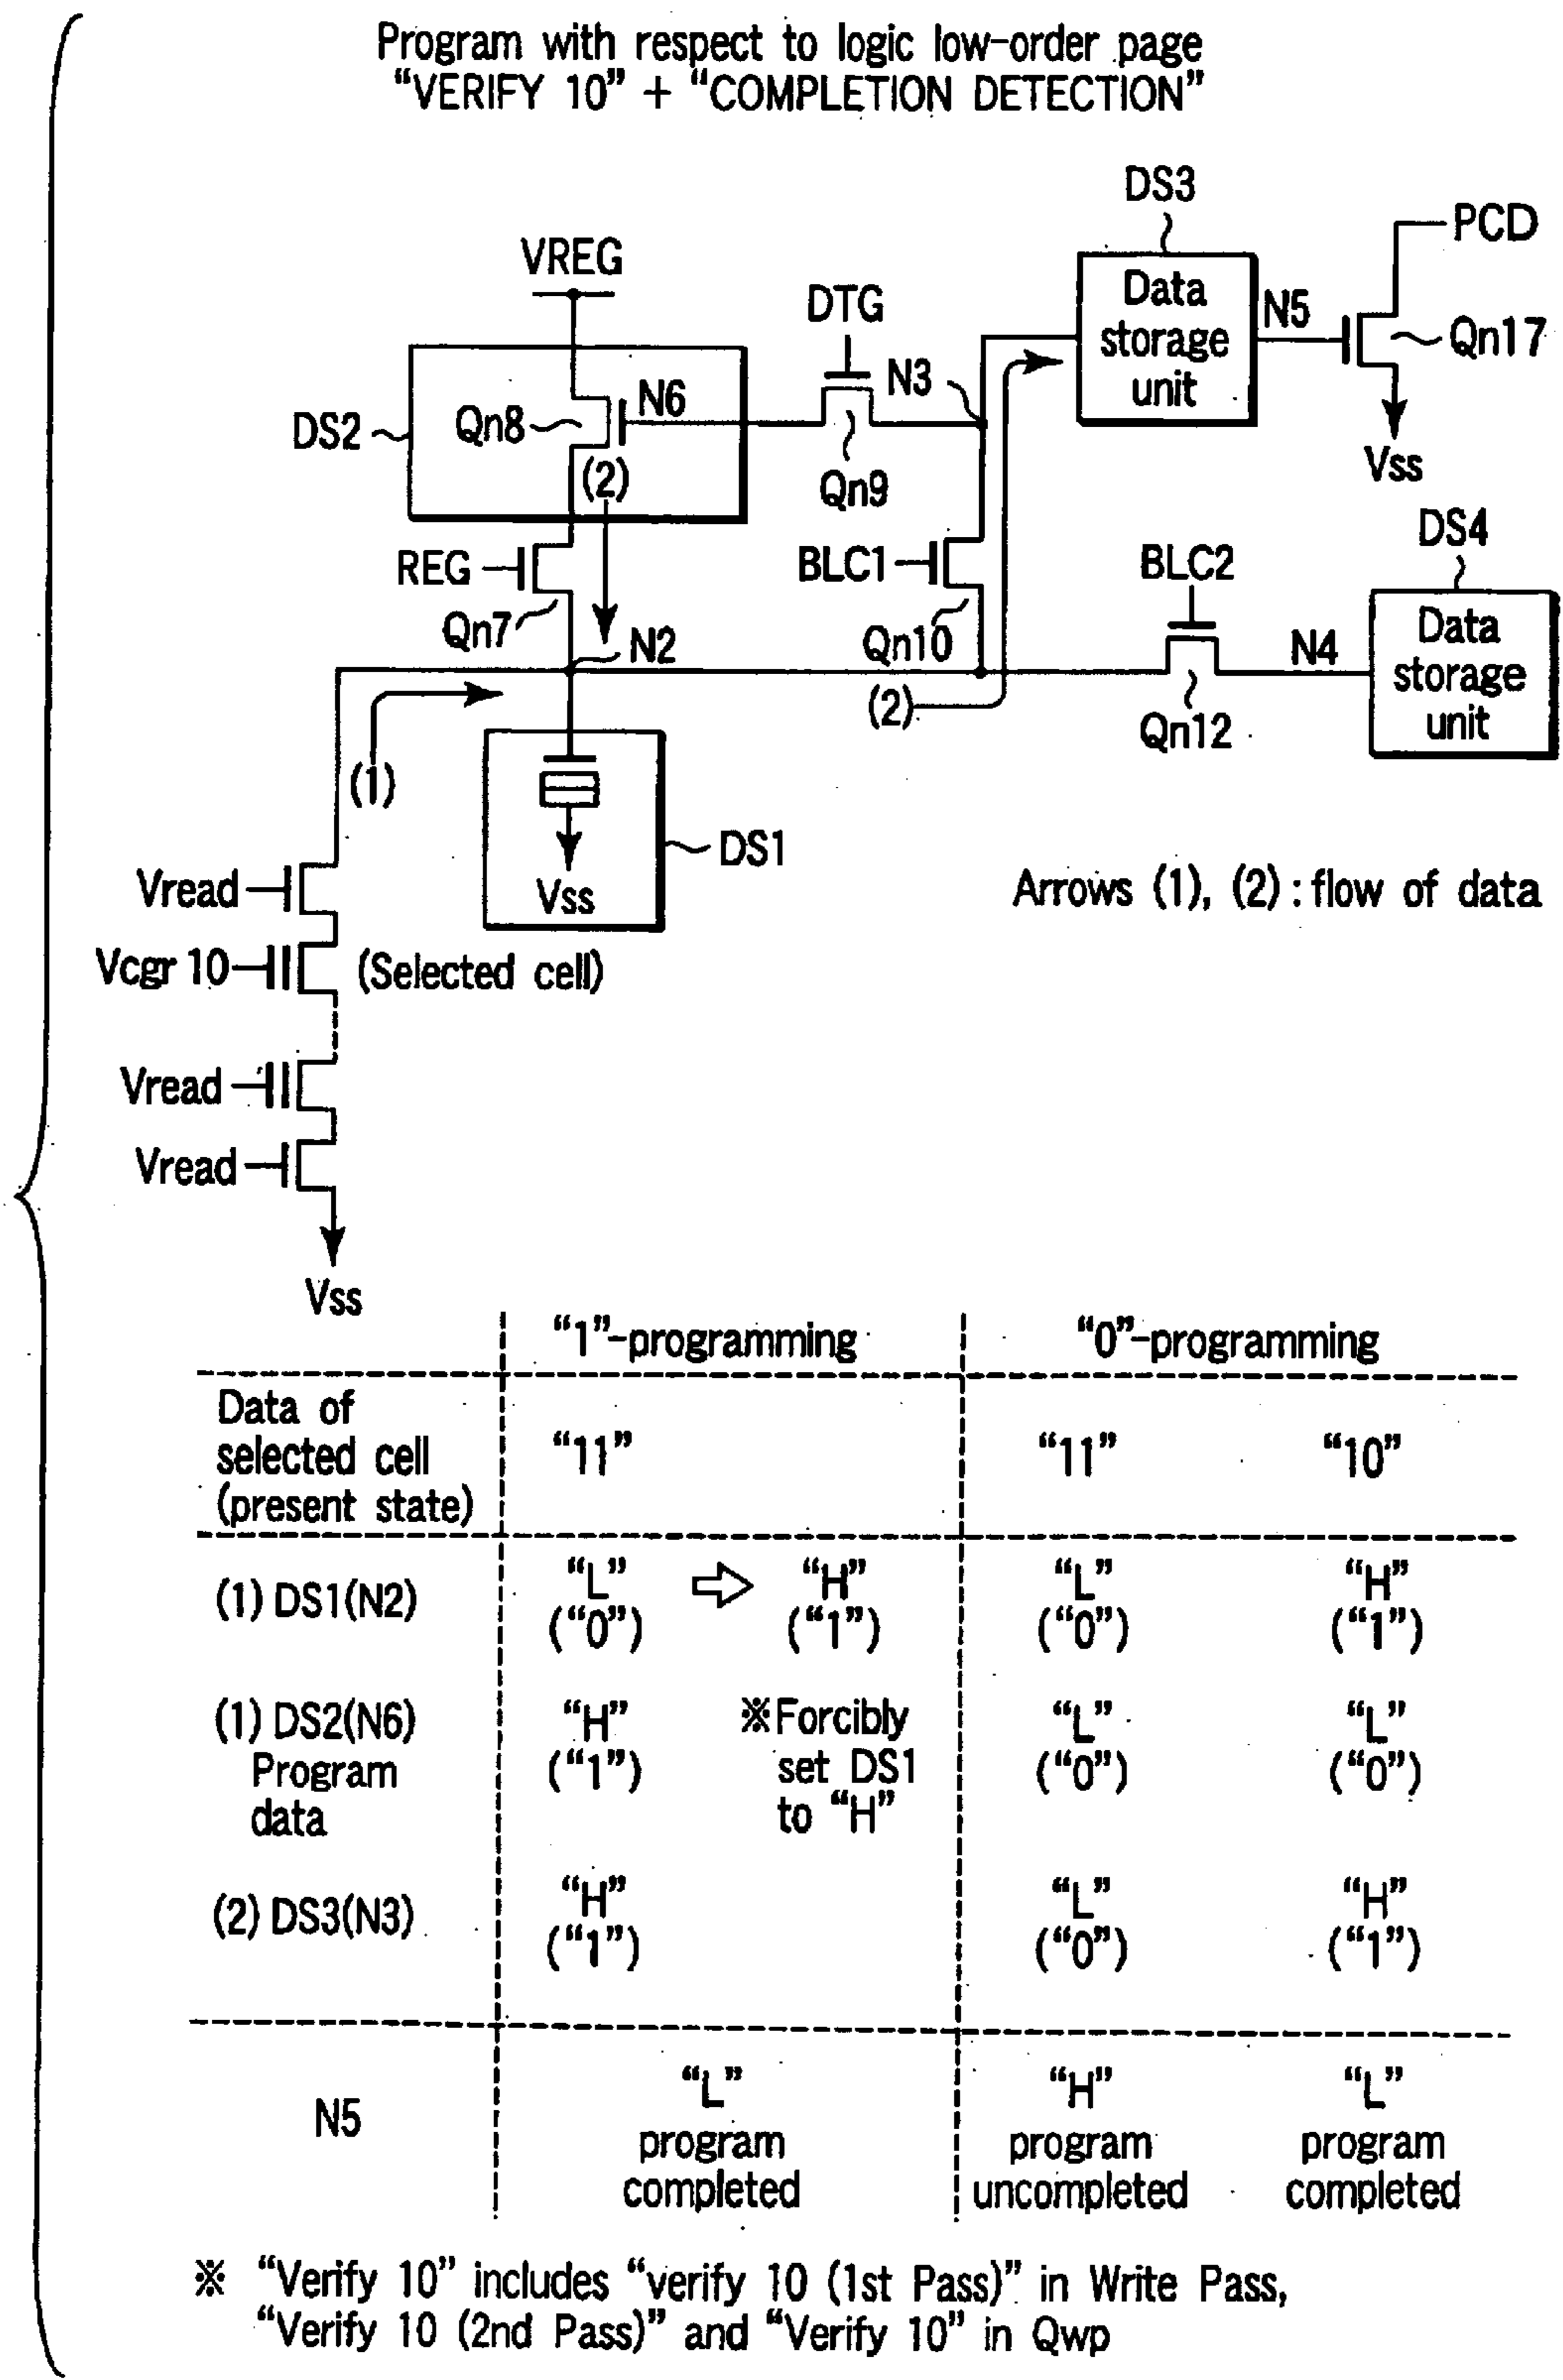 Program with respect to logic low-order page
“VERIFY 10” + “COMPLETION DETECTION”
DS3
PCD
VREG
Data
storage
unit
DTG
N5
Qn17
N3
N6
Qn8
DS2
(2)
Qn9
Vss
DS4
REG
BLC1
BLC2
Data
storage
unit
Qn7
N2
Qn10
N4
(2)
Qn12
(1)
DS1
Vss
Vread
Arrows (1), (2) : flow of data
Vcgr 10
(Selected cell)
Vread
Vread
Vss
“1”-programming “0”-programming
Data of
selected cell
(present state)
“11” “11” “10”
(1) DS1(N2) “L” ⇨ “H” “L” “H”
(“0”) (“1”) (“0”) (“1”)
(1) DS2(N6) “H” ※Forcibly “L” “L”
Program (“1”) set DS1 (“0”) (“0”)
data to “H”
(2) DS3(N3) “H” “L” “H”
(“1”) (“0”) (“1”)
N5 “L” “H” “L”
program program program
completed uncompleted completed
※ “Verify 10” includes “verify 10 (1st Pass)” in Write Pass,
“Verify 10 (2nd Pass)” and “Verify 10” in Qwp